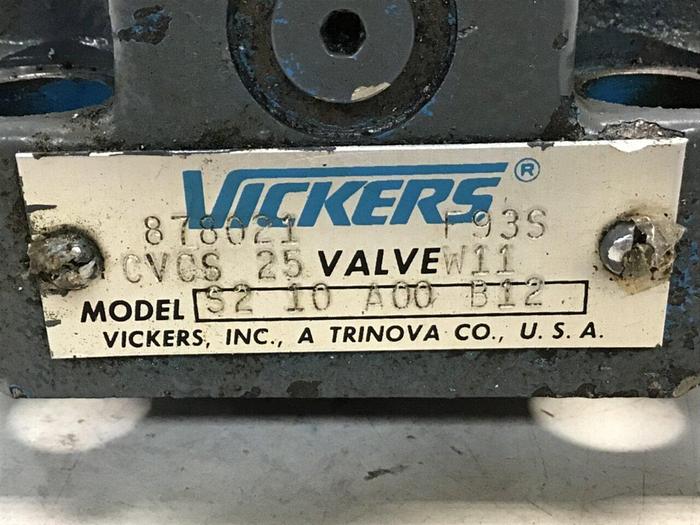 VICKERS®
878021 F93S
CVCS 25 VALVE W11
MODEL S2 10 A00 B12
VICKERS, INC., A TRINOVA CO., U. S. A.